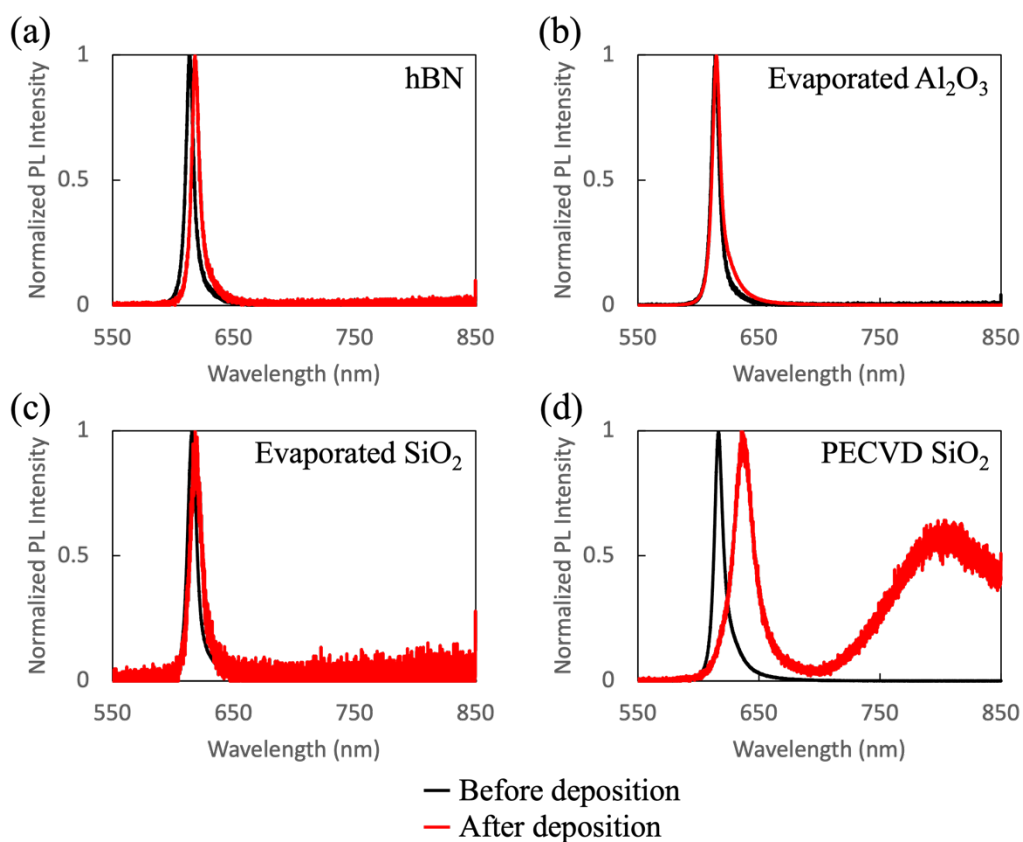 (a)
hBN
Normalized PL Intensity
1
0.5
0
550 650 750 850
Wavelength (nm)
(b)
Evaporated Al₂O₃
Normalized PL Intensity
1
0.5
0
550 650 750 850
Wavelength (nm)
(c)
Evaporated SiO₂
Normalized PL Intensity
1
0.5
0
550 650 750 850
Wavelength (nm)
(d)
PECVD SiO₂
Normalized PL Intensity
1
0.5
0
550 650 750 850
Wavelength (nm)
Before deposition
After deposition